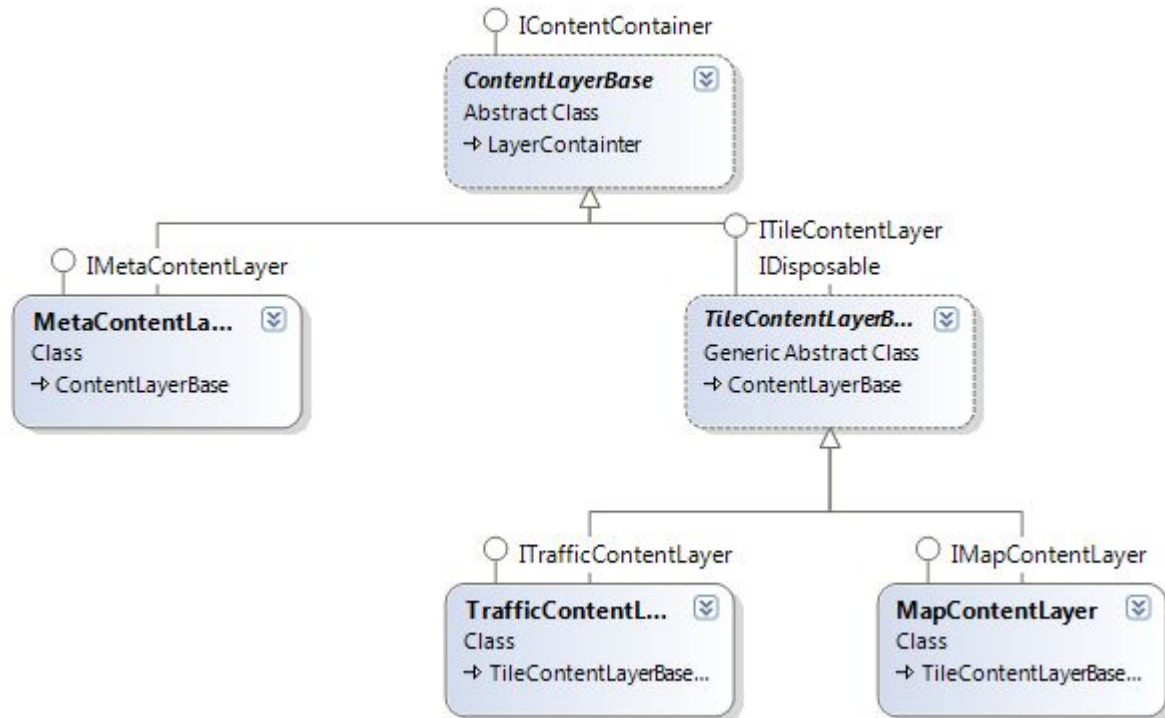 IContentContainer
ContentLayerBase
Abstract Class
LayerContainter
ITileContentLayer
IMetaContentLayer
IDisposable
MetaContentLa...
Class
ContentLayerBase
TileContentLayerB...
Generic Abstract Class
ContentLayerBase
ITrafficContentLayer
IMapContentLayer
TrafficContentL...
Class
TileContentLayerBase...
MapContentLayer
Class
TileContentLayerBase...